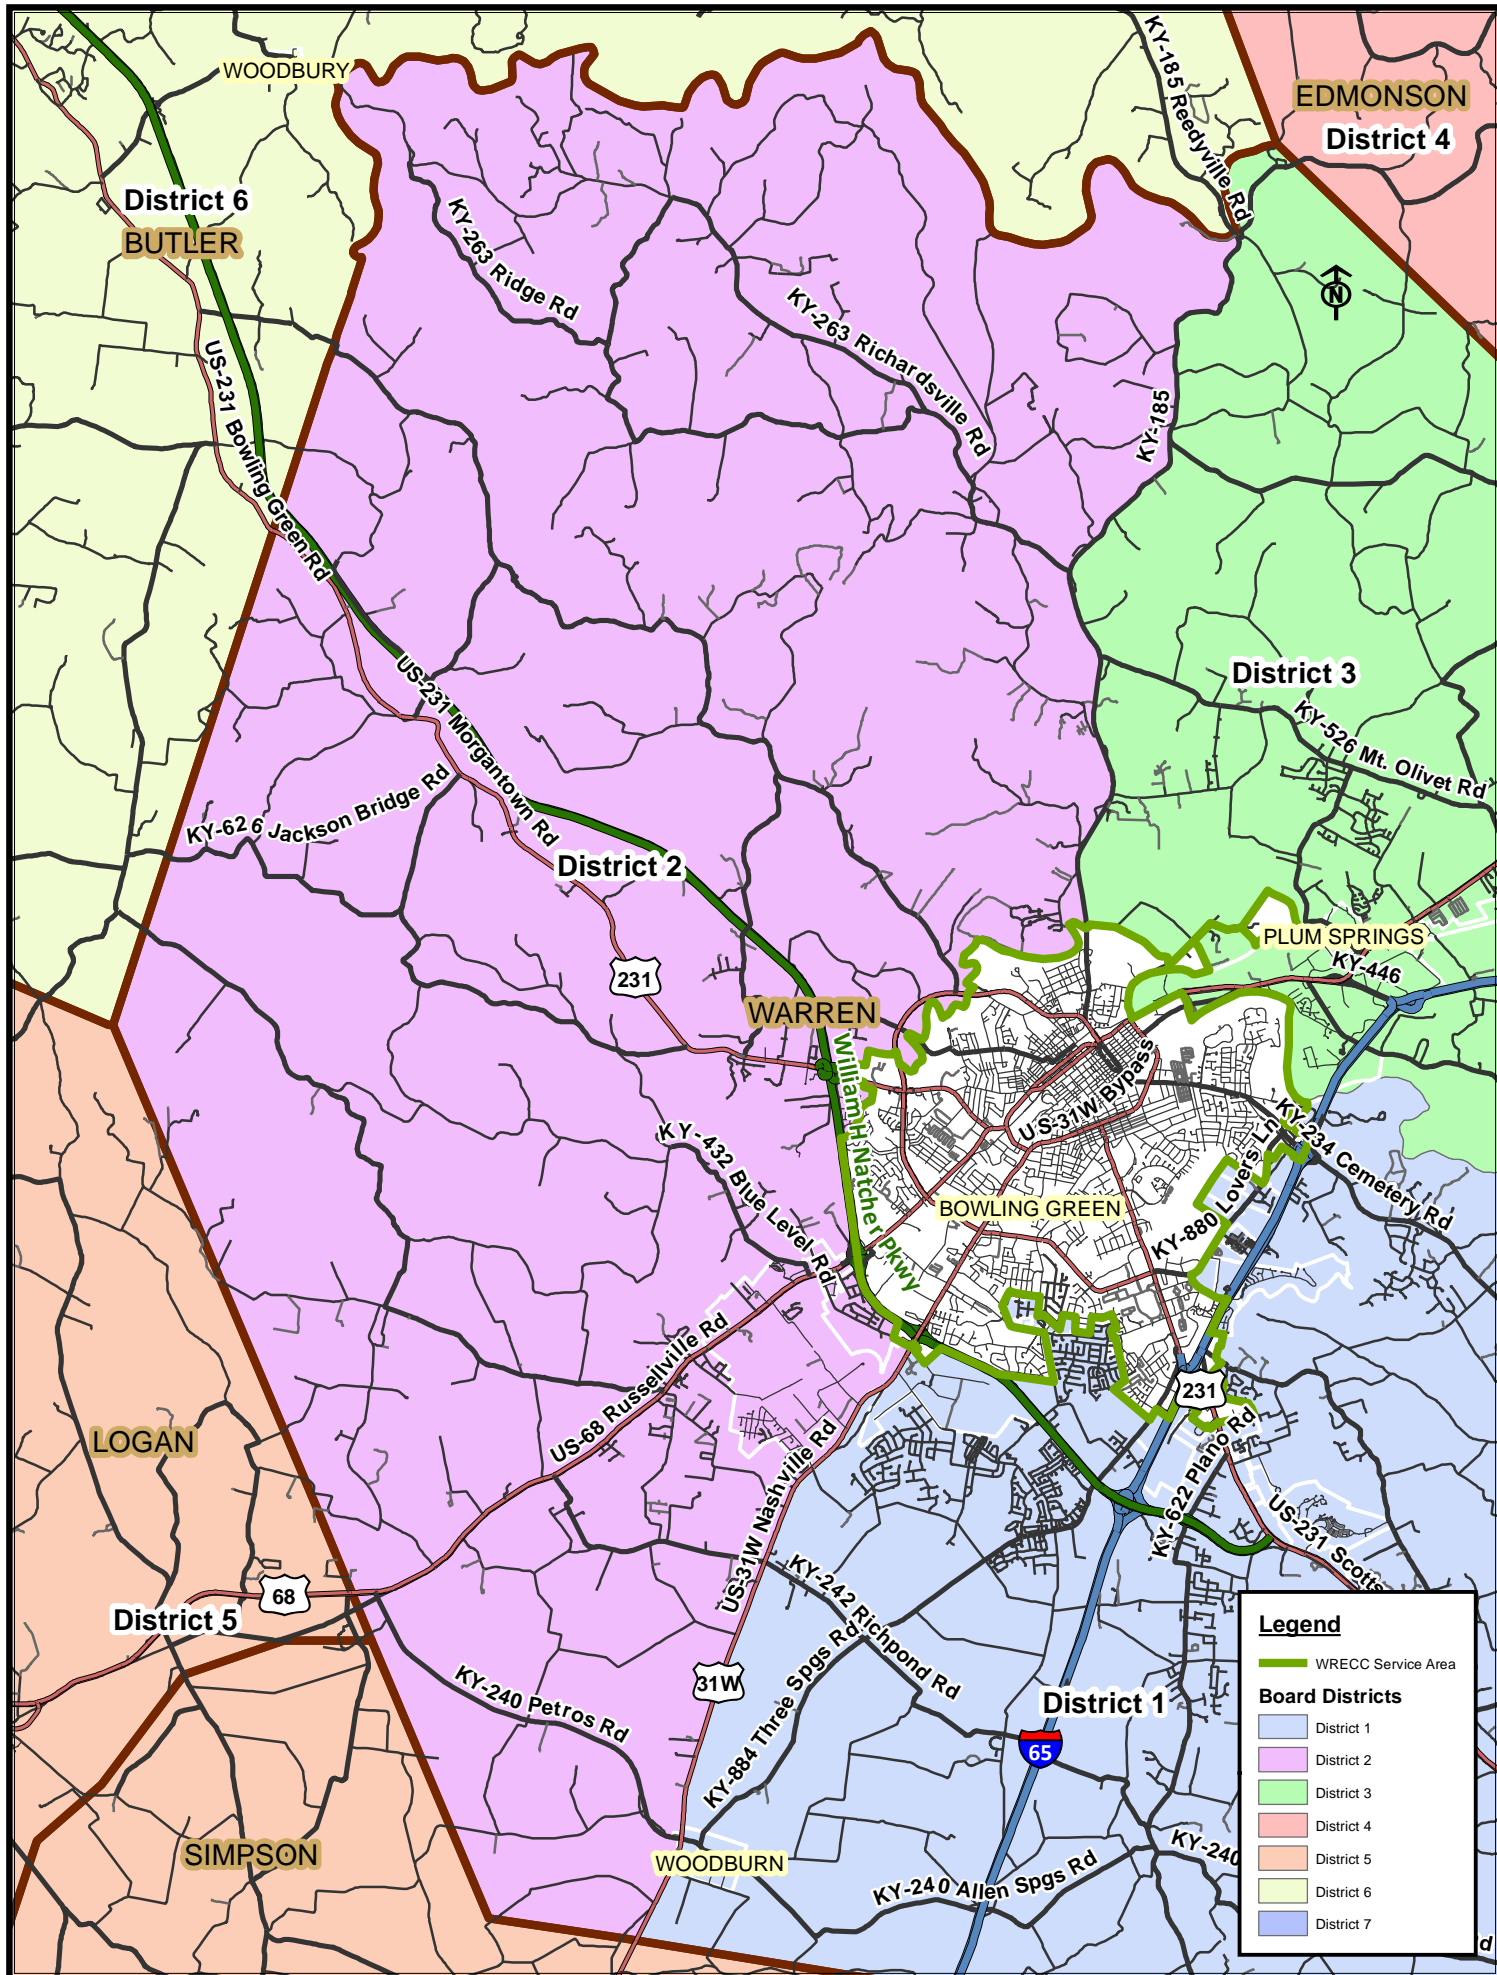 WOODBURY
KY-185 Reedyville Rd
EDMONSON
District 4
District 6
BUTLER
KY-263 Ridge Rd
N
KY-263 Richardsville Rd
US-231 Bowling Green Rd
KY-185
District 3
US-231 Morgantown Rd
KY-526 Mt. Olivet Rd
KY-626 Jackson Bridge Rd
District 2
PLUM SPRINGS
KY-446
231
WARREN
William H Natcher Pkwy
US-31W Bypass
KY-234 Cemetery Rd
KY-432 Blue Level Rd
KY-880 Lovers Ln
BOWLING GREEN
US-68 Russellville Rd
231
LOGAN
KY-622 Plano Rd
US-31W Nashville Rd
US-231 Scotts
KY-242 Richpond Rd
68
District 5
KY-884 Three Spgs Rd
KY-240 Petros Rd
31W
District 1
65
SIMPSON
WOODBURN
KY-240
KY-240 Allen Spgs Rd
Legend
WRECC Service Area
Board Districts
District 1
District 2
District 3
District 4
District 5
District 6
District 7
d